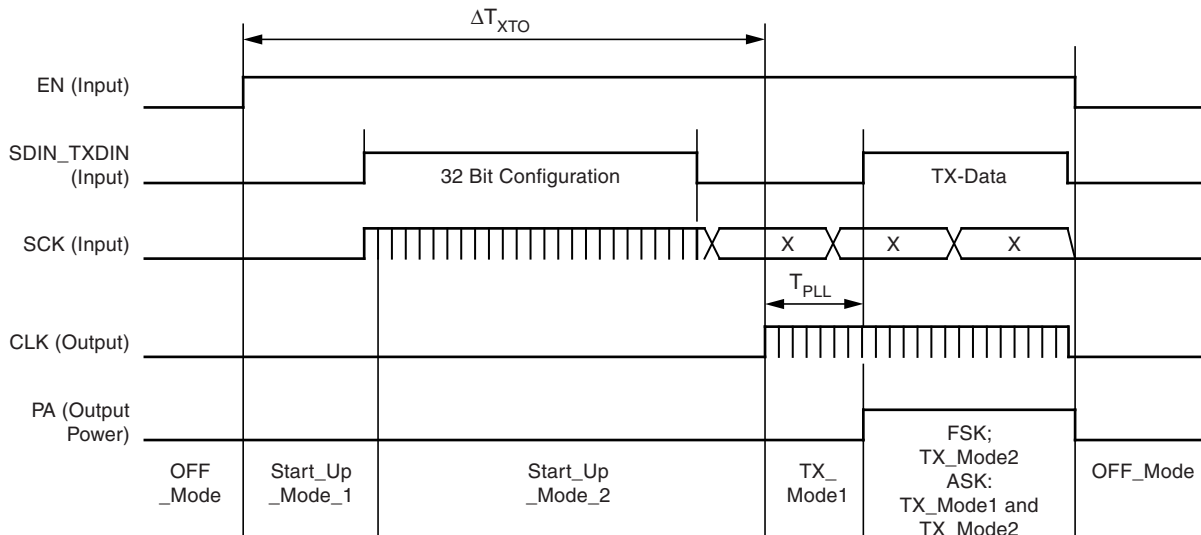 ΔT_XTO
EN (Input)
SDIN_TXDIN
(Input)
32 Bit Configuration
TX-Data
SCK (Input)
X
X
X
T_PLL
CLK (Output)
PA (Output
Power)
OFF
_Mode
Start_Up
_Mode_1
Start_Up
_Mode_2
TX_
Mode1
FSK;
TX_Mode2
ASK:
TX_Mode1 and
TX_Mode2
OFF_Mode